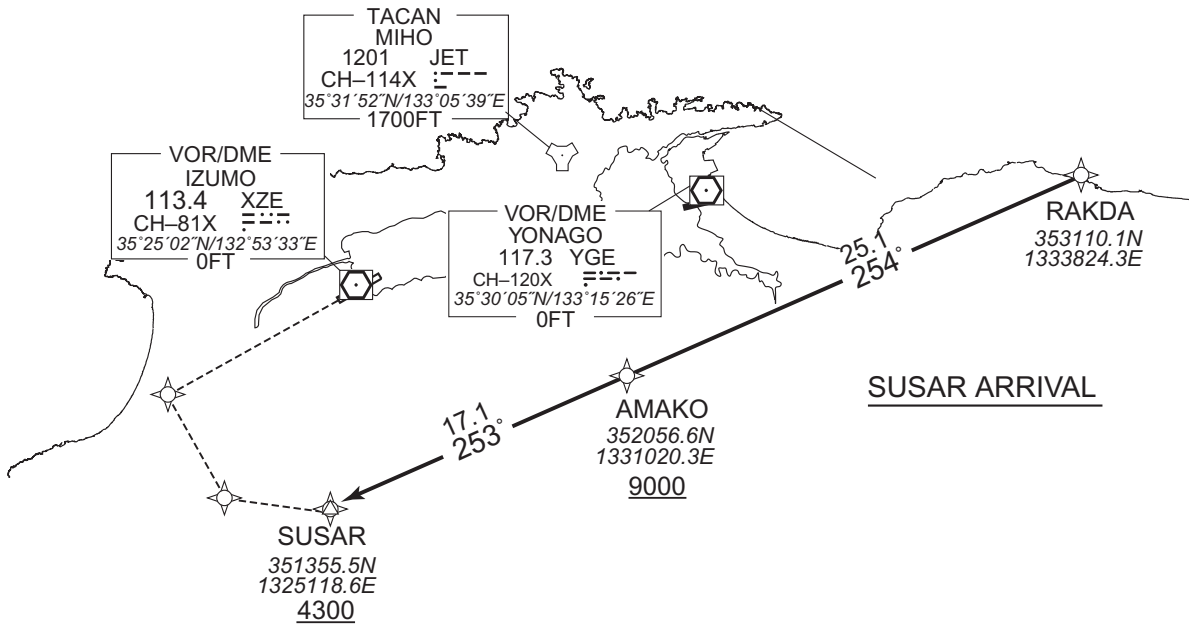 TACAN
MIHO
1201 JET
CH–114X
35°31´52˝N/133°05´39˝E
1700FT
VOR/DME
IZUMO
113.4 XZE
CH–81X
35°25´02˝N/132°53´33˝E
0FT
VOR/DME
YONAGO
117.3 YGE
CH–120X
35°30´05˝N/133°15´26˝E
0FT
RAKDA
353110.1N
1333824.3E
25.1
254°
SUSAR ARRIVAL
AMAKO
352056.6N
1331020.3E
9000
17.1
253°
SUSAR
351355.5N
1325118.6E
4300